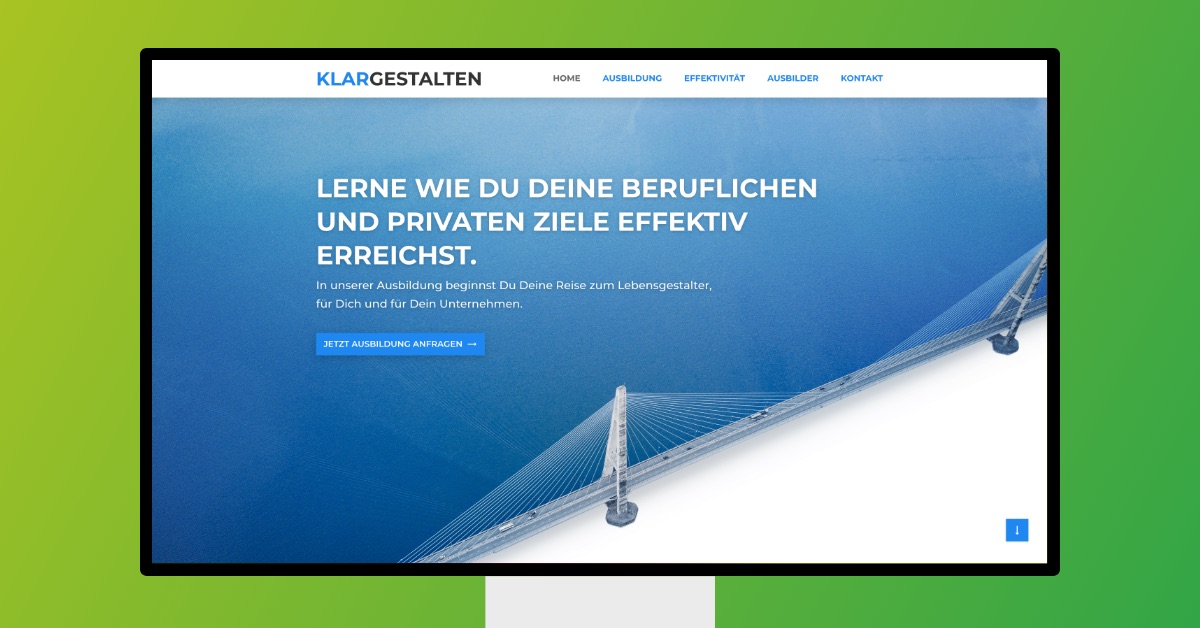 KLARGESTALTEN
HOME AUSBILDUNG EFFEKTIVITÄT AUSBILDER KONTAKT
LERNE WIE DU DEINE BERUFLICHEN
UND PRIVATEN ZIELE EFFEKTIV
ERREICHST.
In unserer Ausbildung beginnst Du Deine Reise zum Lebensgestalter,
für Dich und für Dein Unternehmen.
JETZT AUSBILDUNG ANFRAGEN →